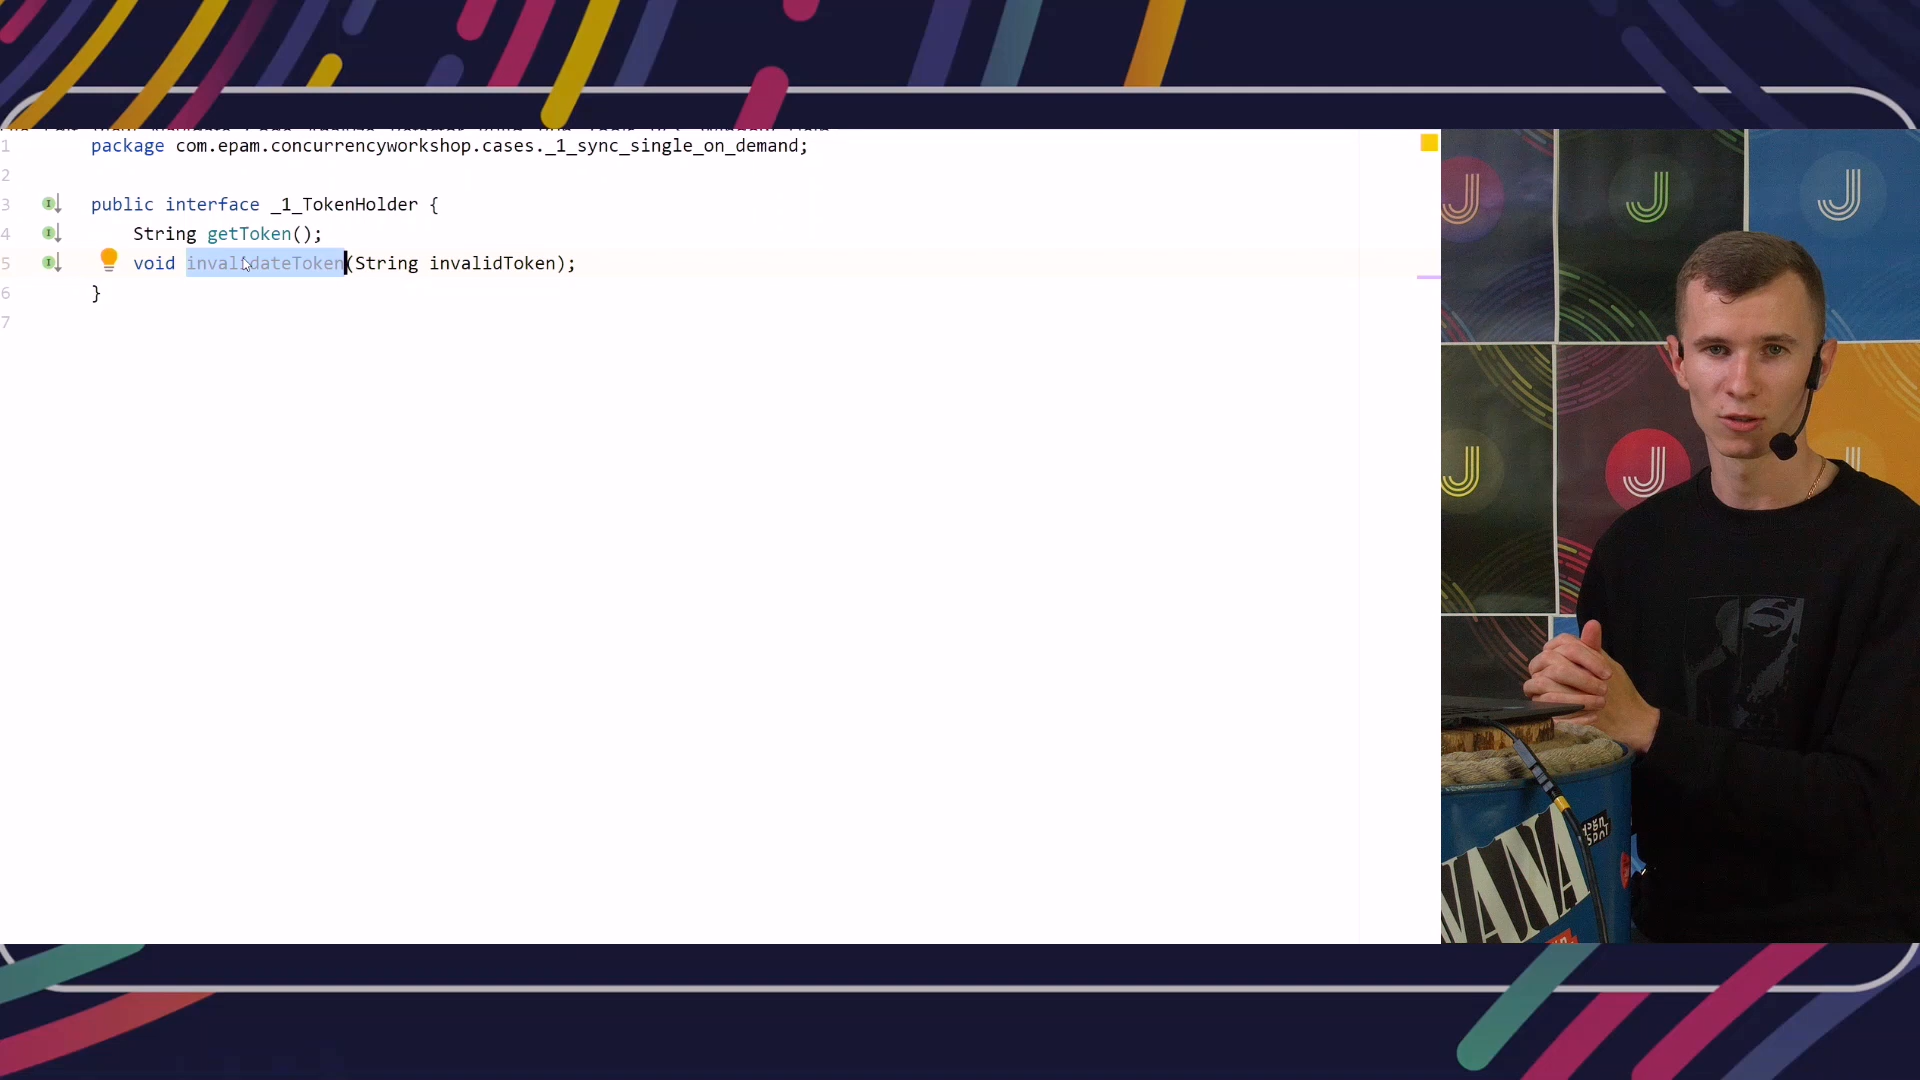 1 package com.epam.concurrencyworkshop.cases._1_sync_single_on_demand;
2
3 public interface _1_TokenHolder {
4 String getToken();
5 void invalidateToken(String invalidToken);
6 }
7
J
J
J
J
J
VANA